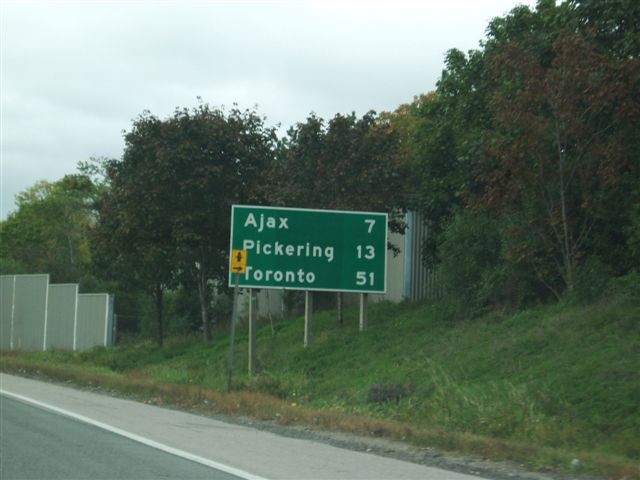 Ajax 7
Pickering 13
Toronto 51